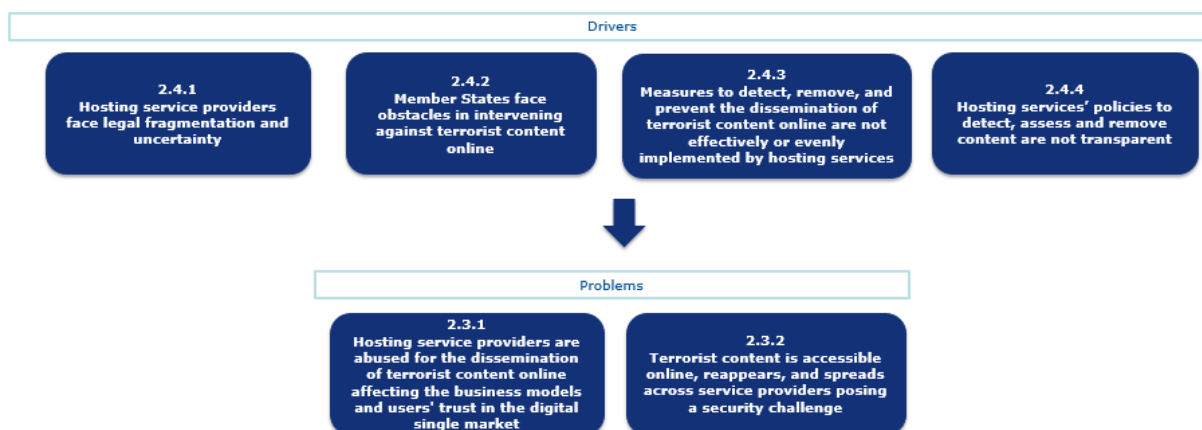 Drivers
2.4.1
Hosting service providers
face legal fragmentation and
uncertainty
2.4.2
Member States face
obstacles in intervening
against terrorist content
online
2.4.3
Measures to detect, remove, and
prevent the dissemination of
terrorist content online are not
effectively or evenly
implemented by hosting services
2.4.4
Hosting services’ policies to
detect, assess and remove
content are not transparent
Problems
2.3.1
Hosting service providers are
abused for the dissemination
of terrorist content online
affecting the business models
and users' trust in the digital
single market
2.3.2
Terrorist content is accessible
online, reappears, and spreads
across service providers posing
a security challenge